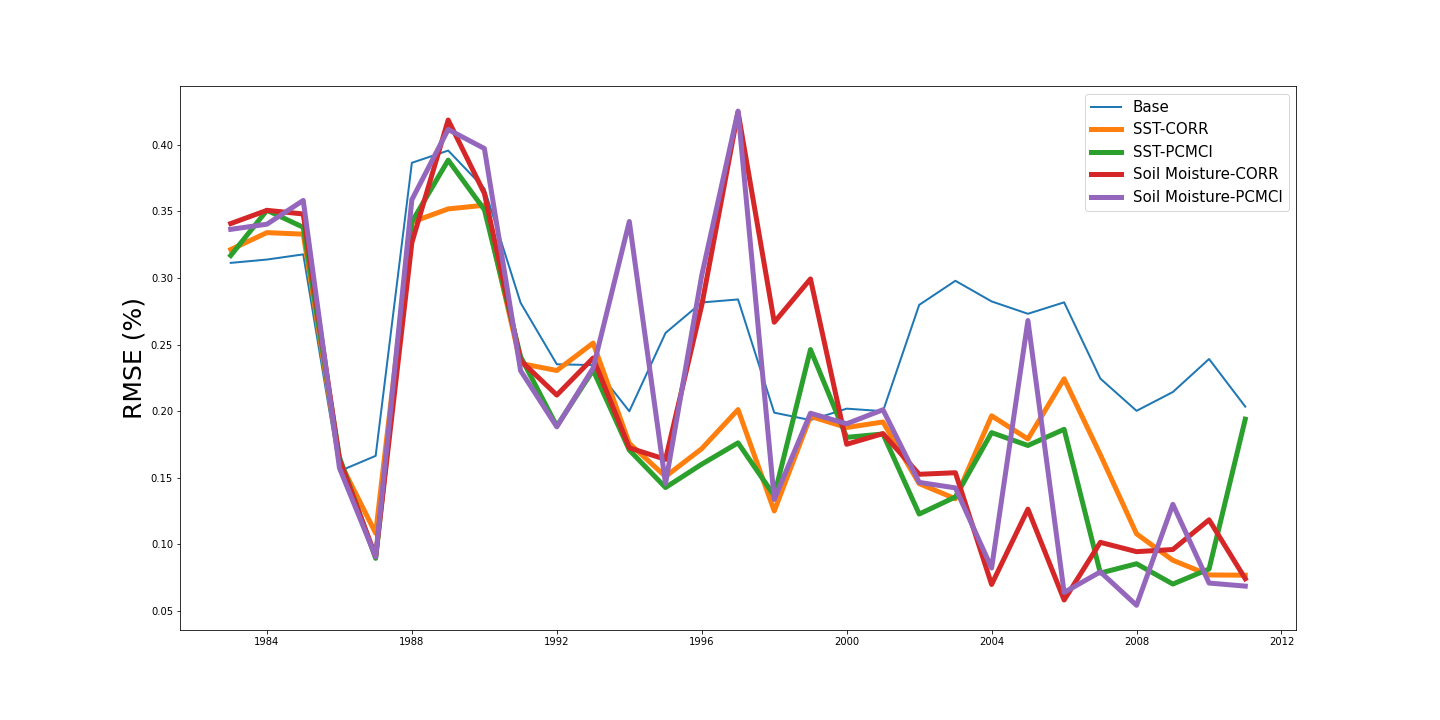 Base
SST-CORR
SST-PCMCI
Soil Moisture-CORR
Soil Moisture-PCMCI
RMSE (%)
0.40
0.35
0.30
0.25
0.20
0.15
0.10
0.05
1984 1988 1992 1996 2000 2004 2008 2012